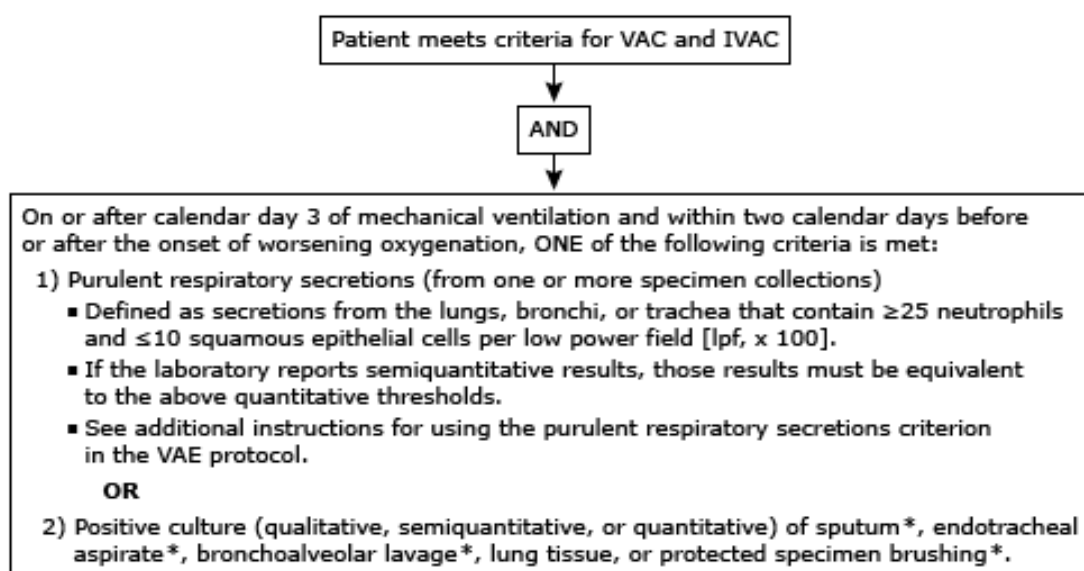 Patient meets criteria for VAC and IVAC
AND
On or after calendar day 3 of mechanical ventilation and within two calendar days before
or after the onset of worsening oxygenation, ONE of the following criteria is met:
1) Purulent respiratory secretions (from one or more specimen collections)
▪ Defined as secretions from the lungs, bronchi, or trachea that contain ≥25 neutrophils
and ≤10 squamous epithelial cells per low power field [lpf, x 100].
▪ If the laboratory reports semiquantitative results, those results must be equivalent
to the above quantitative thresholds.
▪ See additional instructions for using the purulent respiratory secretions criterion
in the VAE protocol.
OR
2) Positive culture (qualitative, semiquantitative, or quantitative) of sputum*, endotracheal
aspirate*, bronchoalveolar lavage*, lung tissue, or protected specimen brushing*.